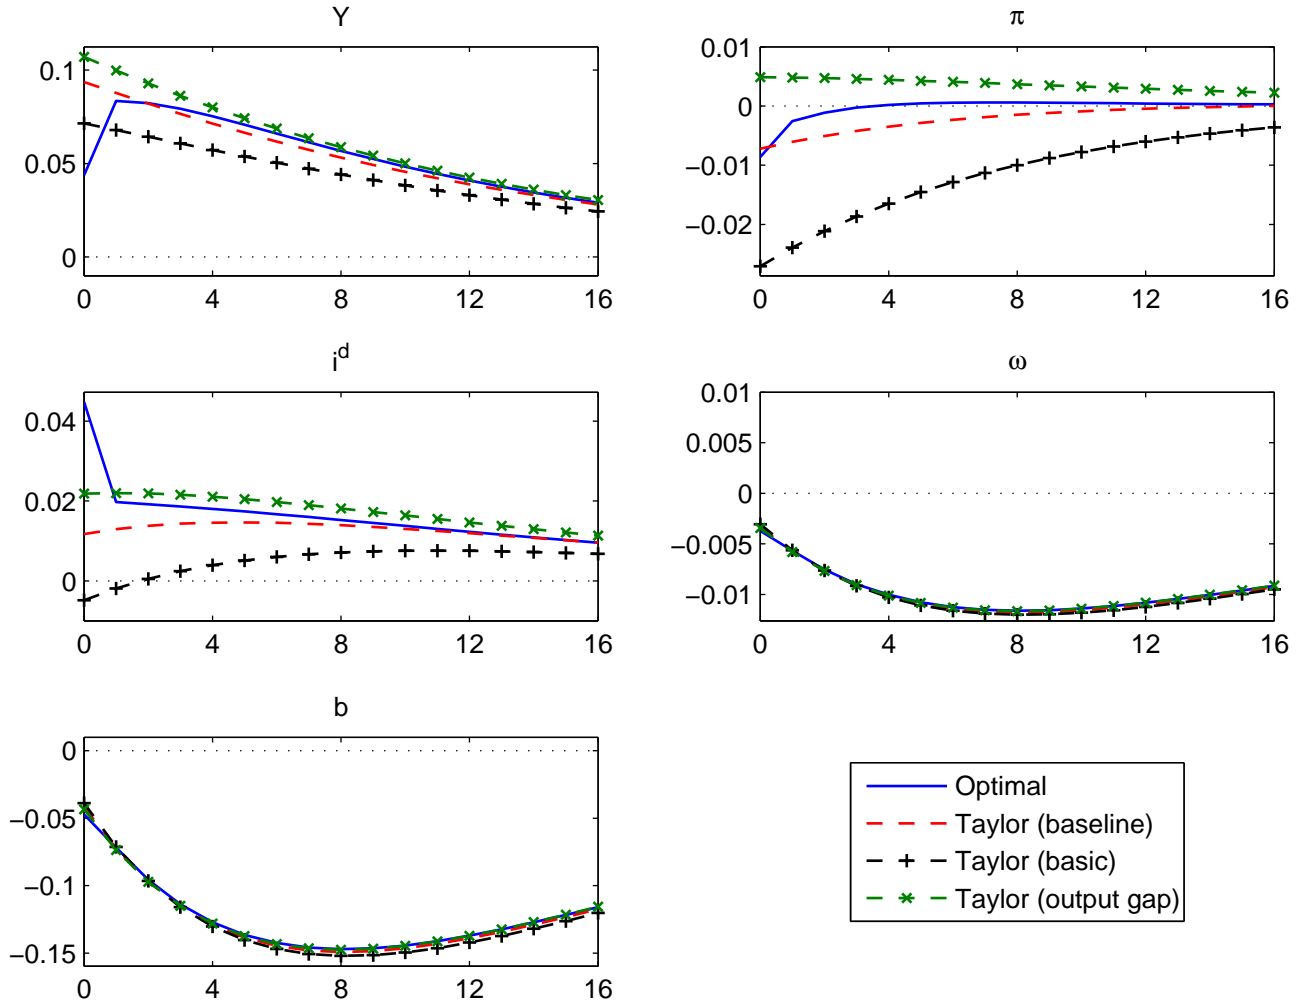 Y
0.1
0.05
0
0 4 8 12 16
π
0.01
0
−0.01
−0.02
0 4 8 12 16
i^d
0.04
0.02
0
0 4 8 12 16
ω
0.01
0.005
0
−0.005
−0.01
0 4 8 12 16
b
0
−0.05
−0.1
−0.15
0 4 8 12 16
Optimal
Taylor (baseline)
Taylor (basic)
Taylor (output gap)